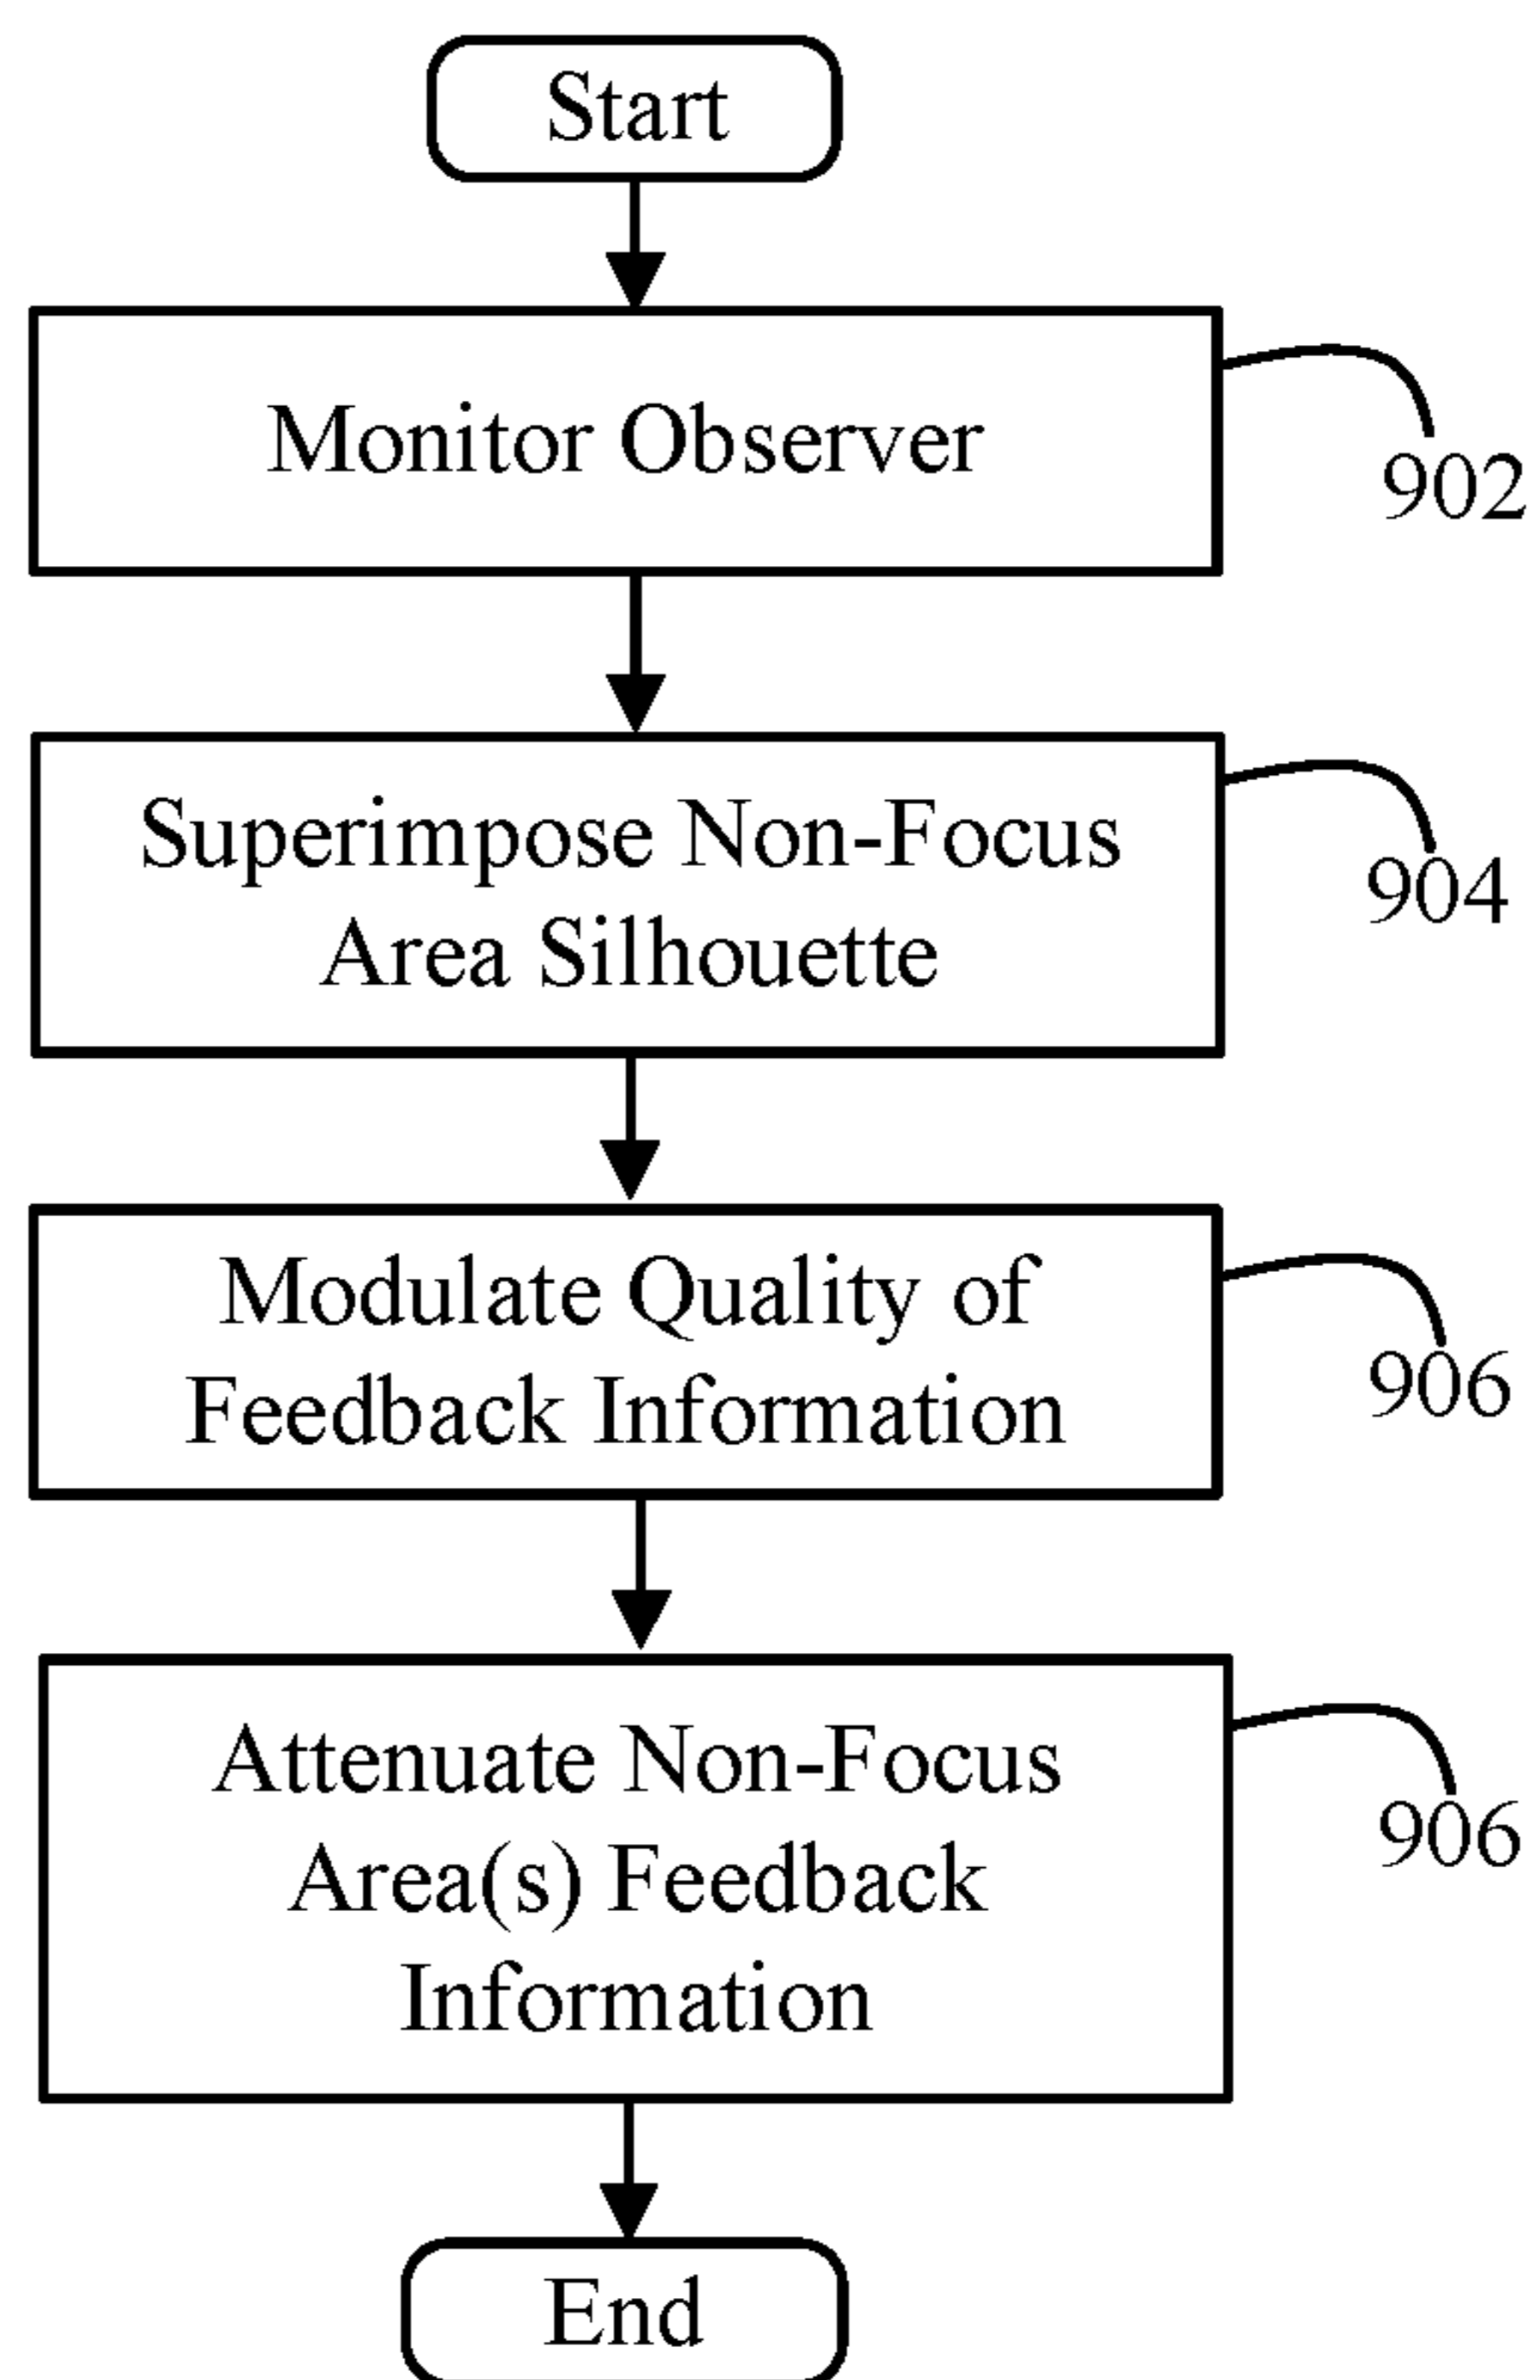 Start
Monitor Observer
902
Superimpose Non-Focus
Area Silhouette
904
Modulate Quality of
Feedback Information
906
Attenuate Non-Focus
Area(s) Feedback
Information
906
End